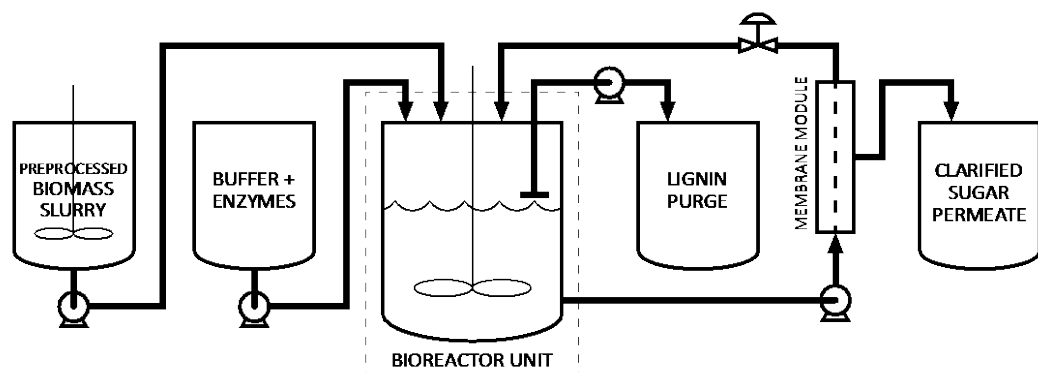 PREPROCESSED
BIOMASS
SLURRY
BUFFER +
ENZYMES
BIOREACTOR UNIT
LIGNIN
PURGE
MEMBRANE MODULE
CLARIFIED
SUGAR
PERMEATE